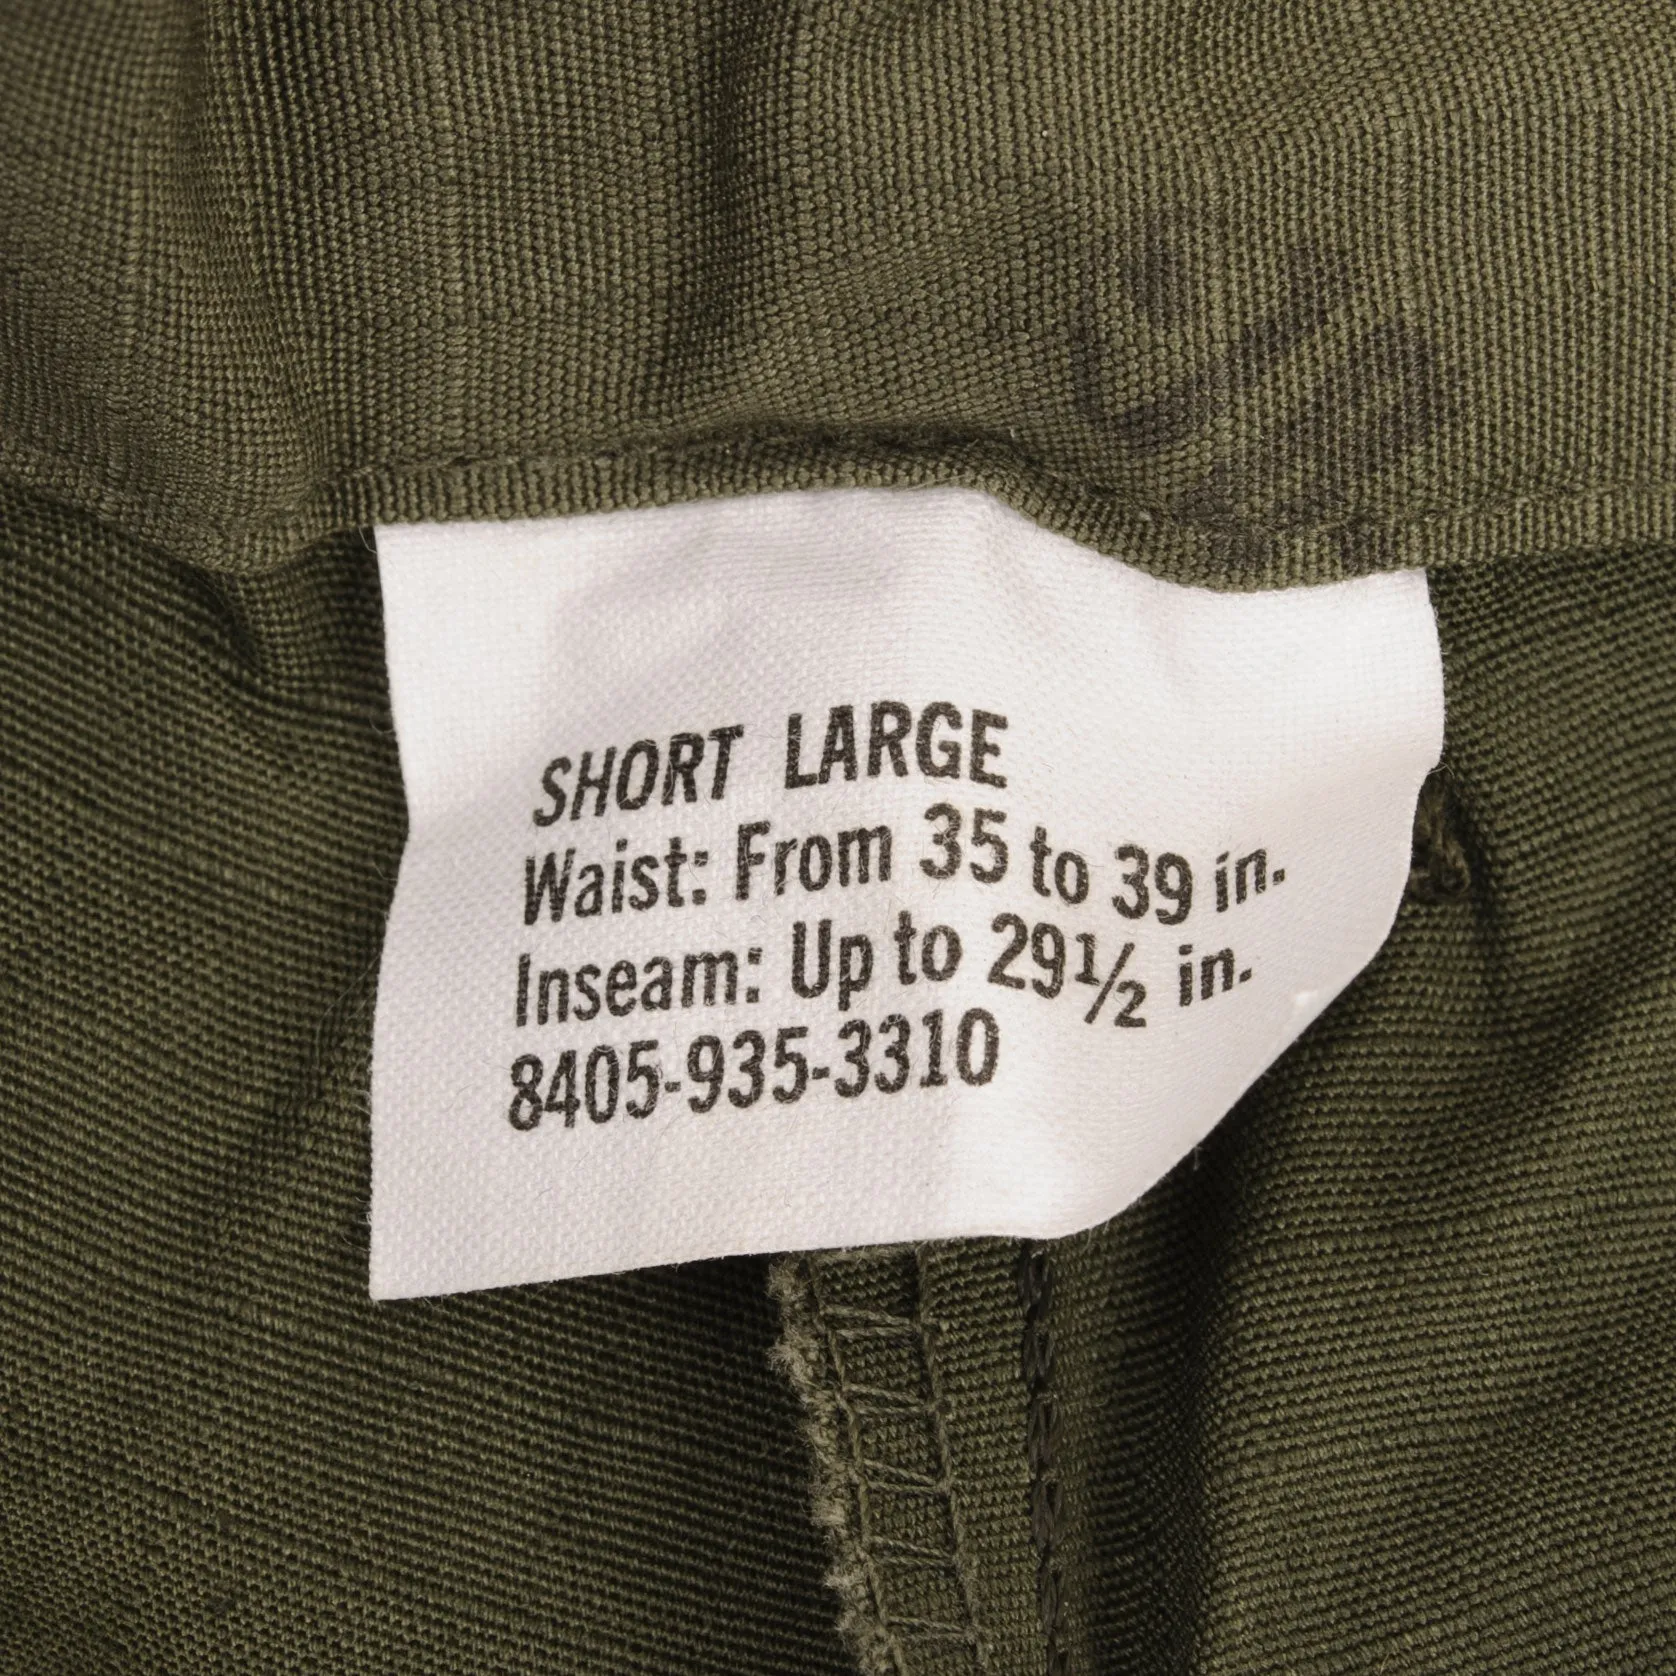 SHORT LARGE
Waist: From 35 to 39 in.
Inseam: Up to 29½ in.
8405-935-3310